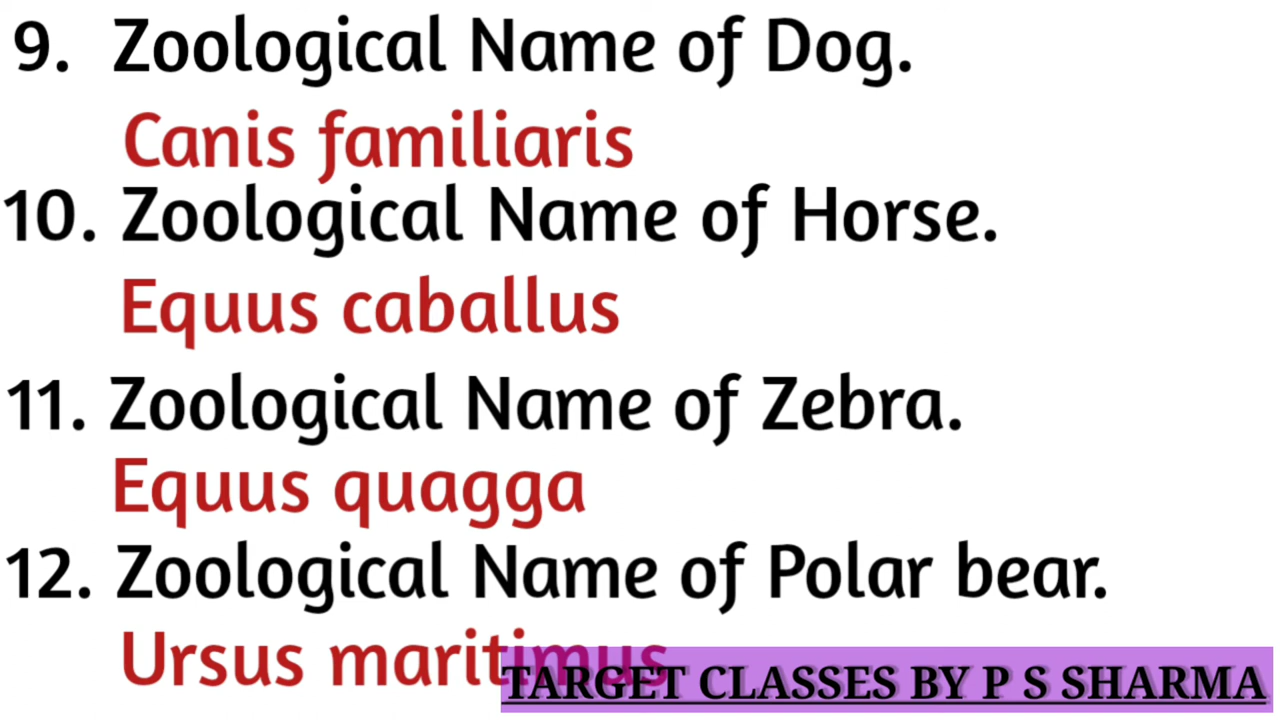 9. Zoological Name of Dog.
Canis familiaris
10. Zoological Name of Horse.
Equus caballus
11. Zoological Name of Zebra.
Equus quagga
12. Zoological Name of Polar bear.
Ursus maritimus
TARGET CLASSES BY P S SHARMA